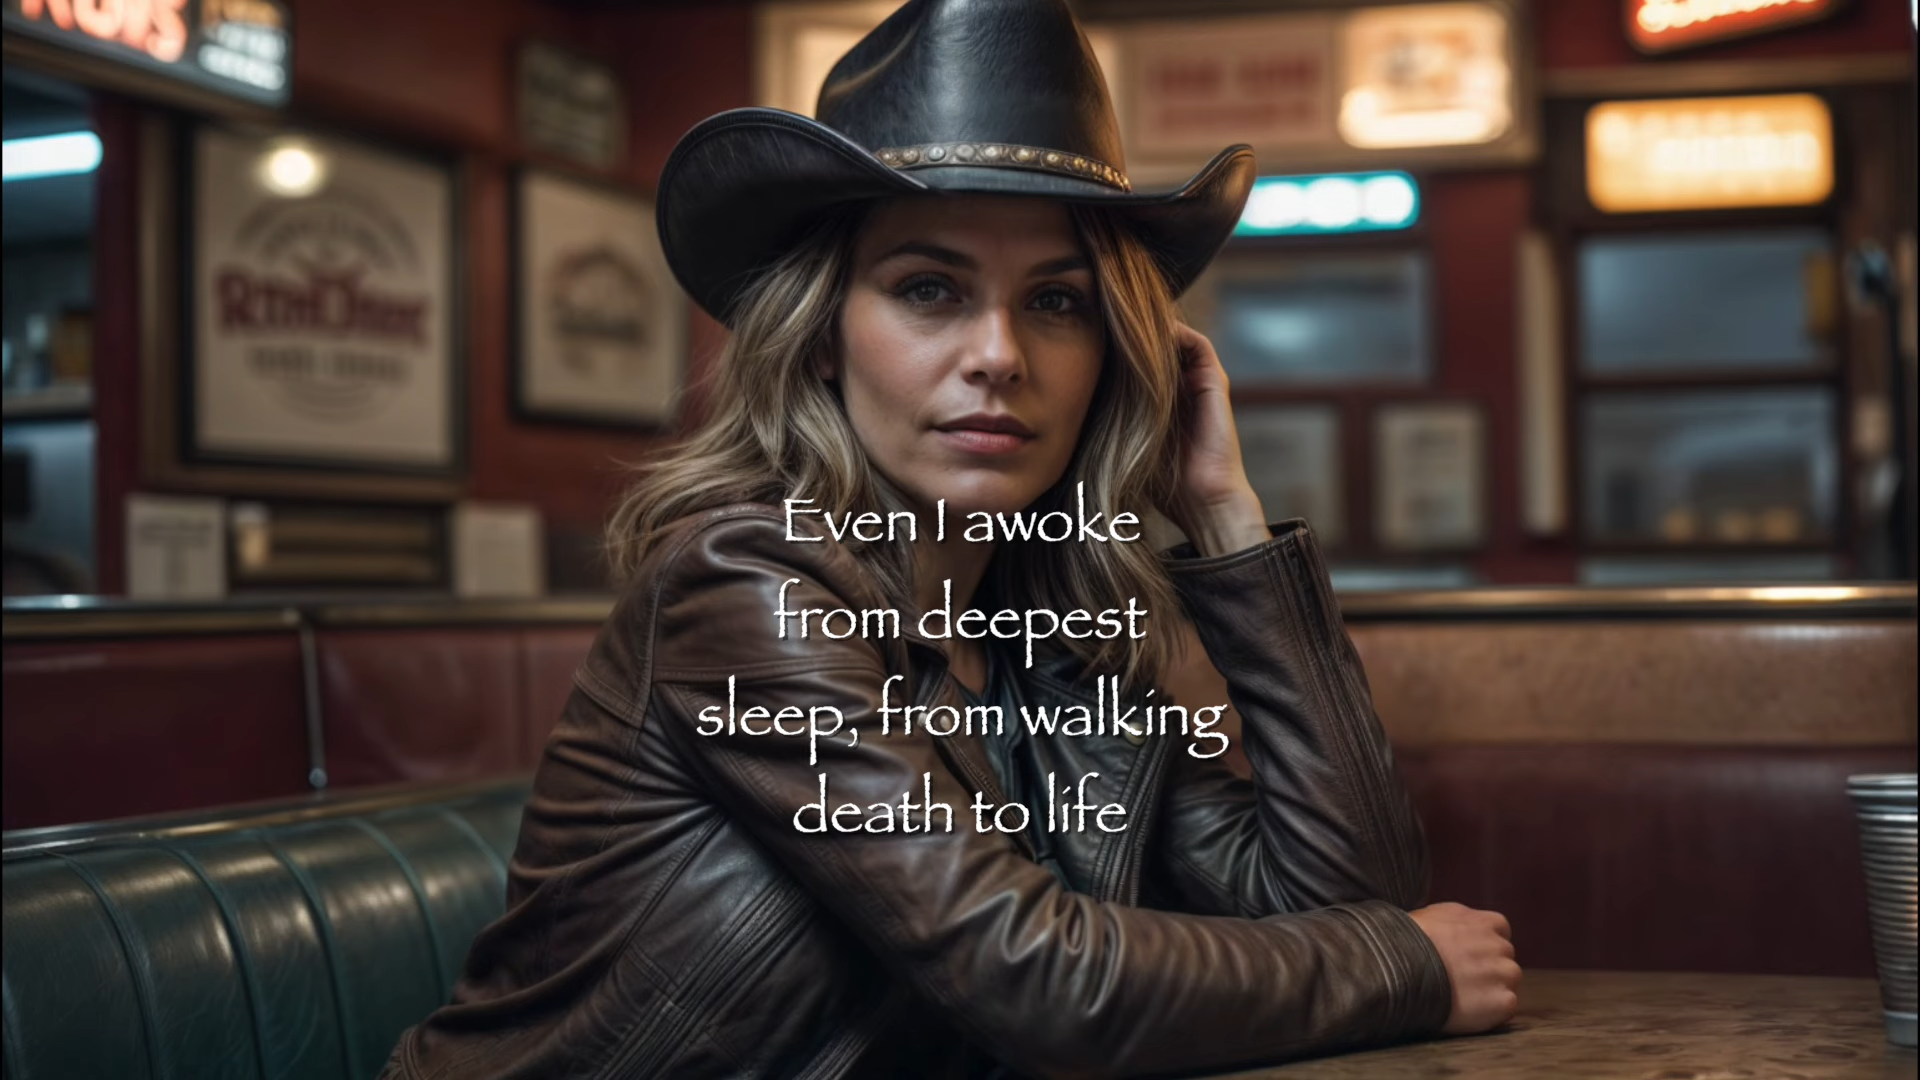 Even I awoke
from deepest
sleep, from walking
death to life